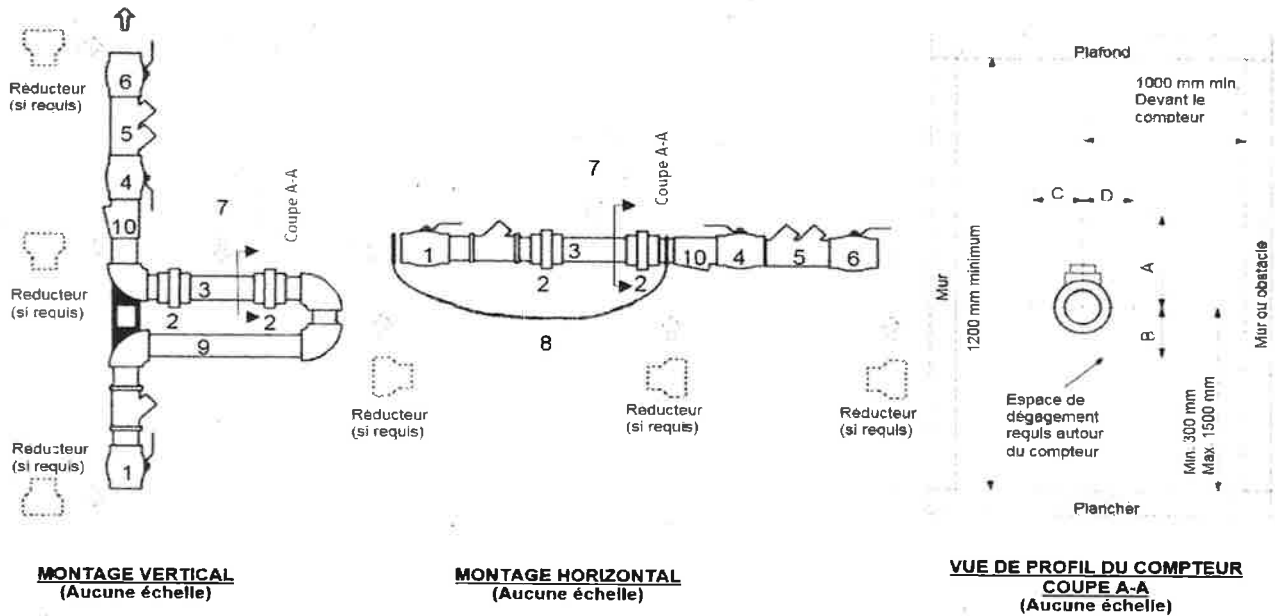 6
Réducteur
(si requis)
5
4
10
7
Coupe A-A
Réducteur
(si requis)
3
2
2
9
Réducteur
(si requis)
1
MONTAGE VERTICAL
(Aucune échelle)
7
Coupe A-A
1
3
10
4
5
6
2
2
8
Réducteur
(si requis)
Réducteur
(si requis)
Réducteur
(si requis)
MONTAGE HORIZONTAL
(Aucune échelle)
Plafond
1000 mm min.
Devant le
compteur
C
D
A
B
Mur
1200 mm minimum
Mur ou obstacle
Espace de
dégagement
requis autour
du compteur
Min. 300 mm
Max. 1500 mm
Plancher
VUE DE PROFIL DU COMPTEUR
COUPE A-A
(Aucune échelle)